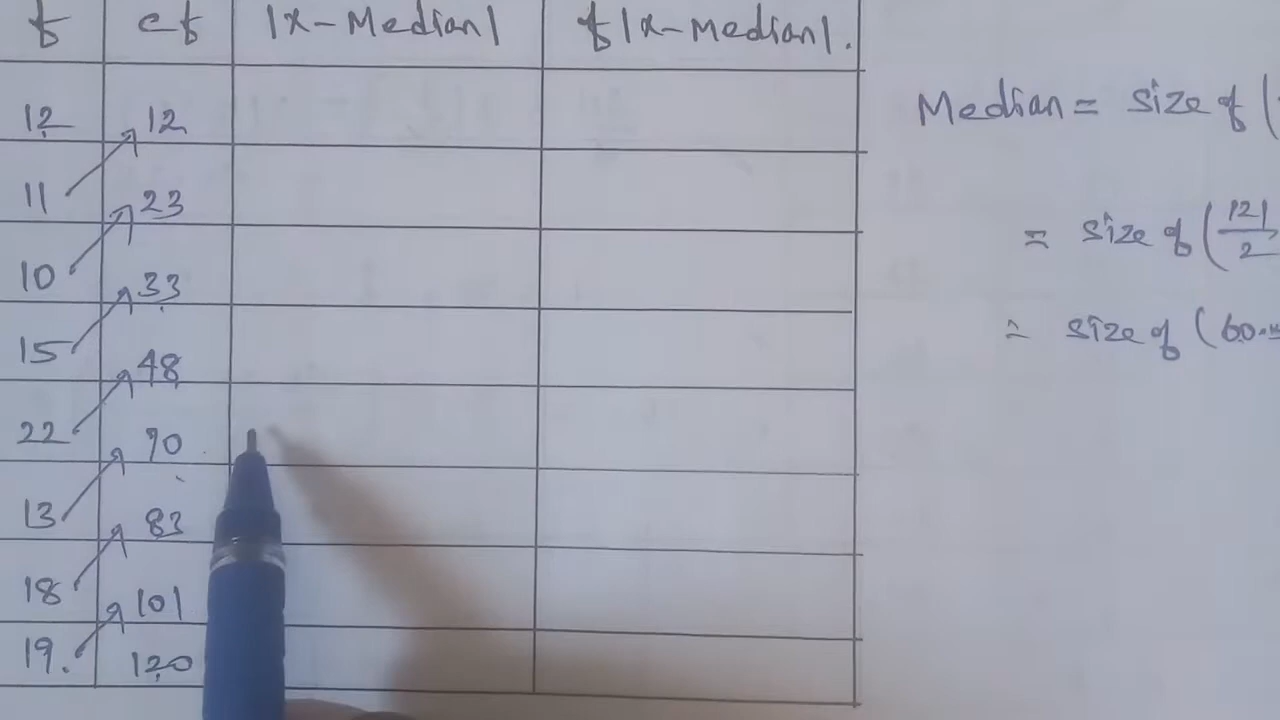 f cf |x-Median| f|x-Median|.
Median = size of (
12 12
11 23
= size of (121/2
10 33
= size of (60.
15 48
22 70
13 83
18 101
19. 120